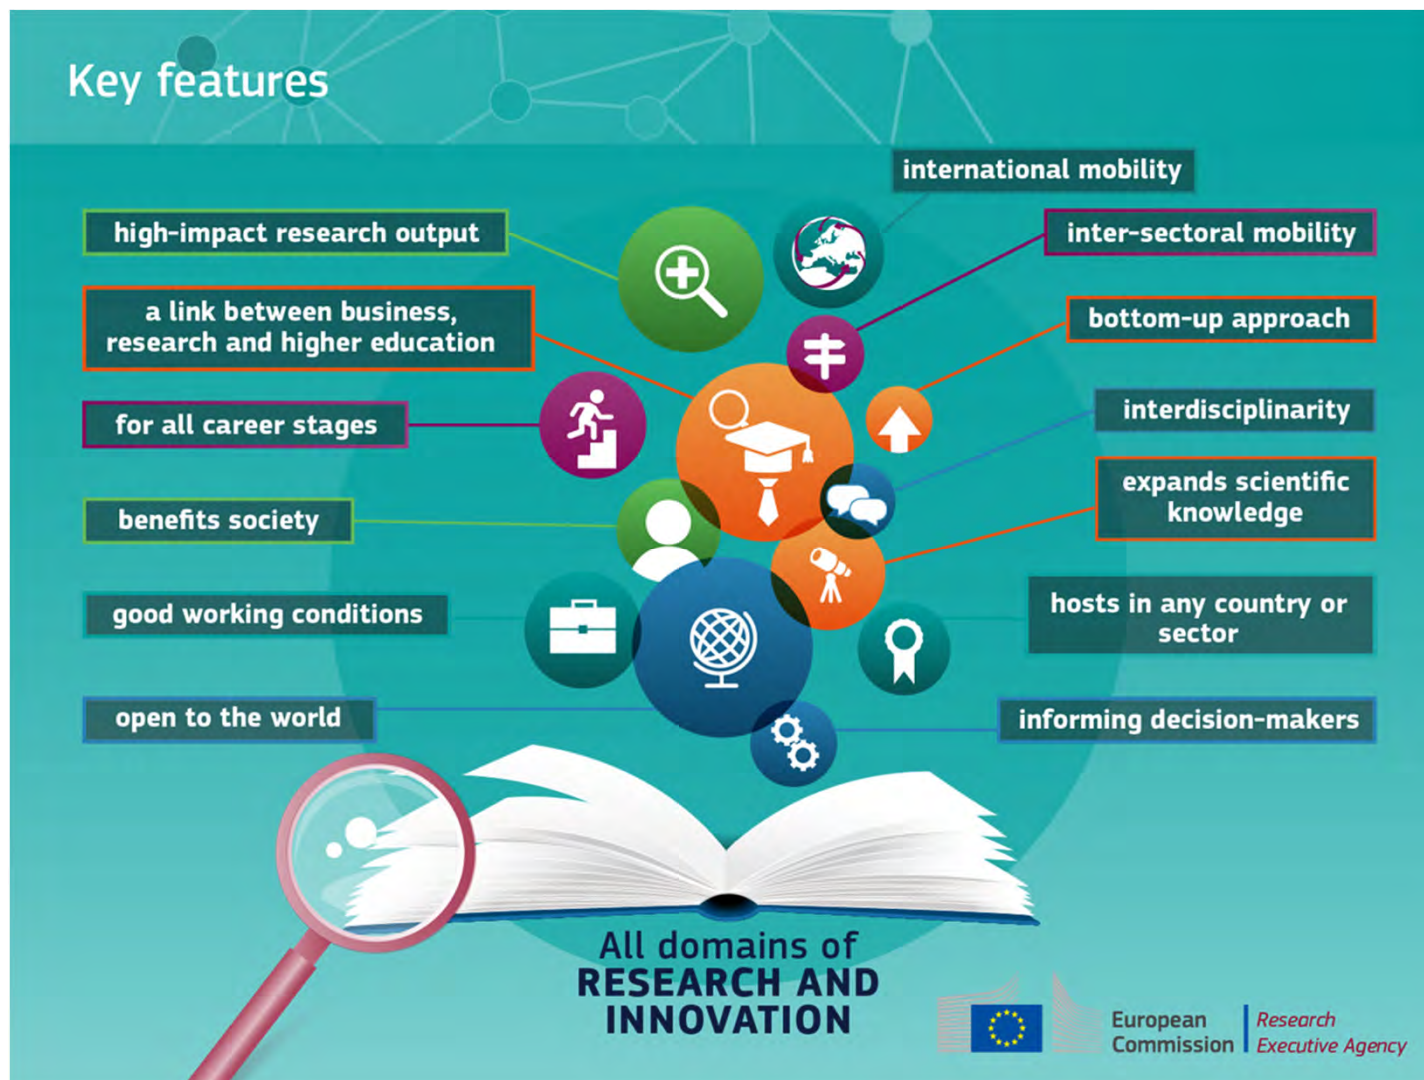 Key features
high-impact research output
a link between business,
research and higher education
for all career stages
benefits society
good working conditions
open to the world
international mobility
inter-sectoral mobility
bottom-up approach
interdisciplinarity
expands scientific
knowledge
hosts in any country or
sector
informing decision-makers
All domains of
RESEARCH AND
INNOVATION
European
Commission
Research
Executive Agency